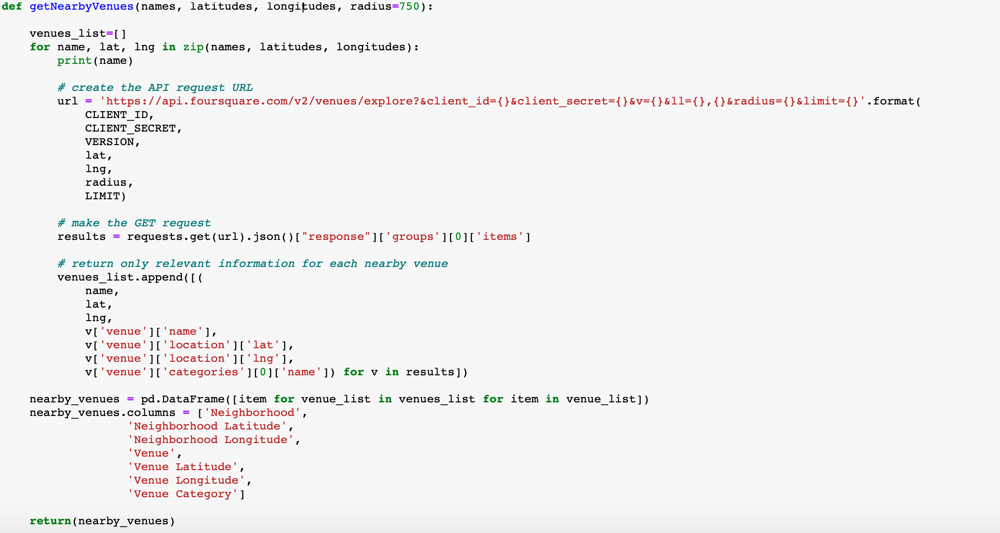 def getNearbyVenues(names, latitudes, longitudes, radius=750):
venues_list=[]
for name, lat, lng in zip(names, latitudes, longitudes):
print(name)
# create the API request URL
url = 'https://api.foursquare.com/v2/venues/explore?&client_id={}&client_secret={}&v={}&ll={},{}&radius={}&limit={}'.format(
CLIENT_ID,
CLIENT_SECRET,
VERSION,
lat,
lng,
radius,
LIMIT)
# make the GET request
results = requests.get(url).json()["response"]['groups'][0]['items']
# return only relevant information for each nearby venue
venues_list.append([(
name,
lat,
lng,
v['venue']['name'],
v['venue']['location']['lat'],
v['venue']['location']['lng'],
v['venue']['categories'][0]['name']) for v in results])
nearby_venues = pd.DataFrame([item for venue_list in venues_list for item in venue_list])
nearby_venues.columns = ['Neighborhood',
'Neighborhood Latitude',
'Neighborhood Longitude',
'Venue',
'Venue Latitude',
'Venue Longitude',
'Venue Category']
return(nearby_venues)